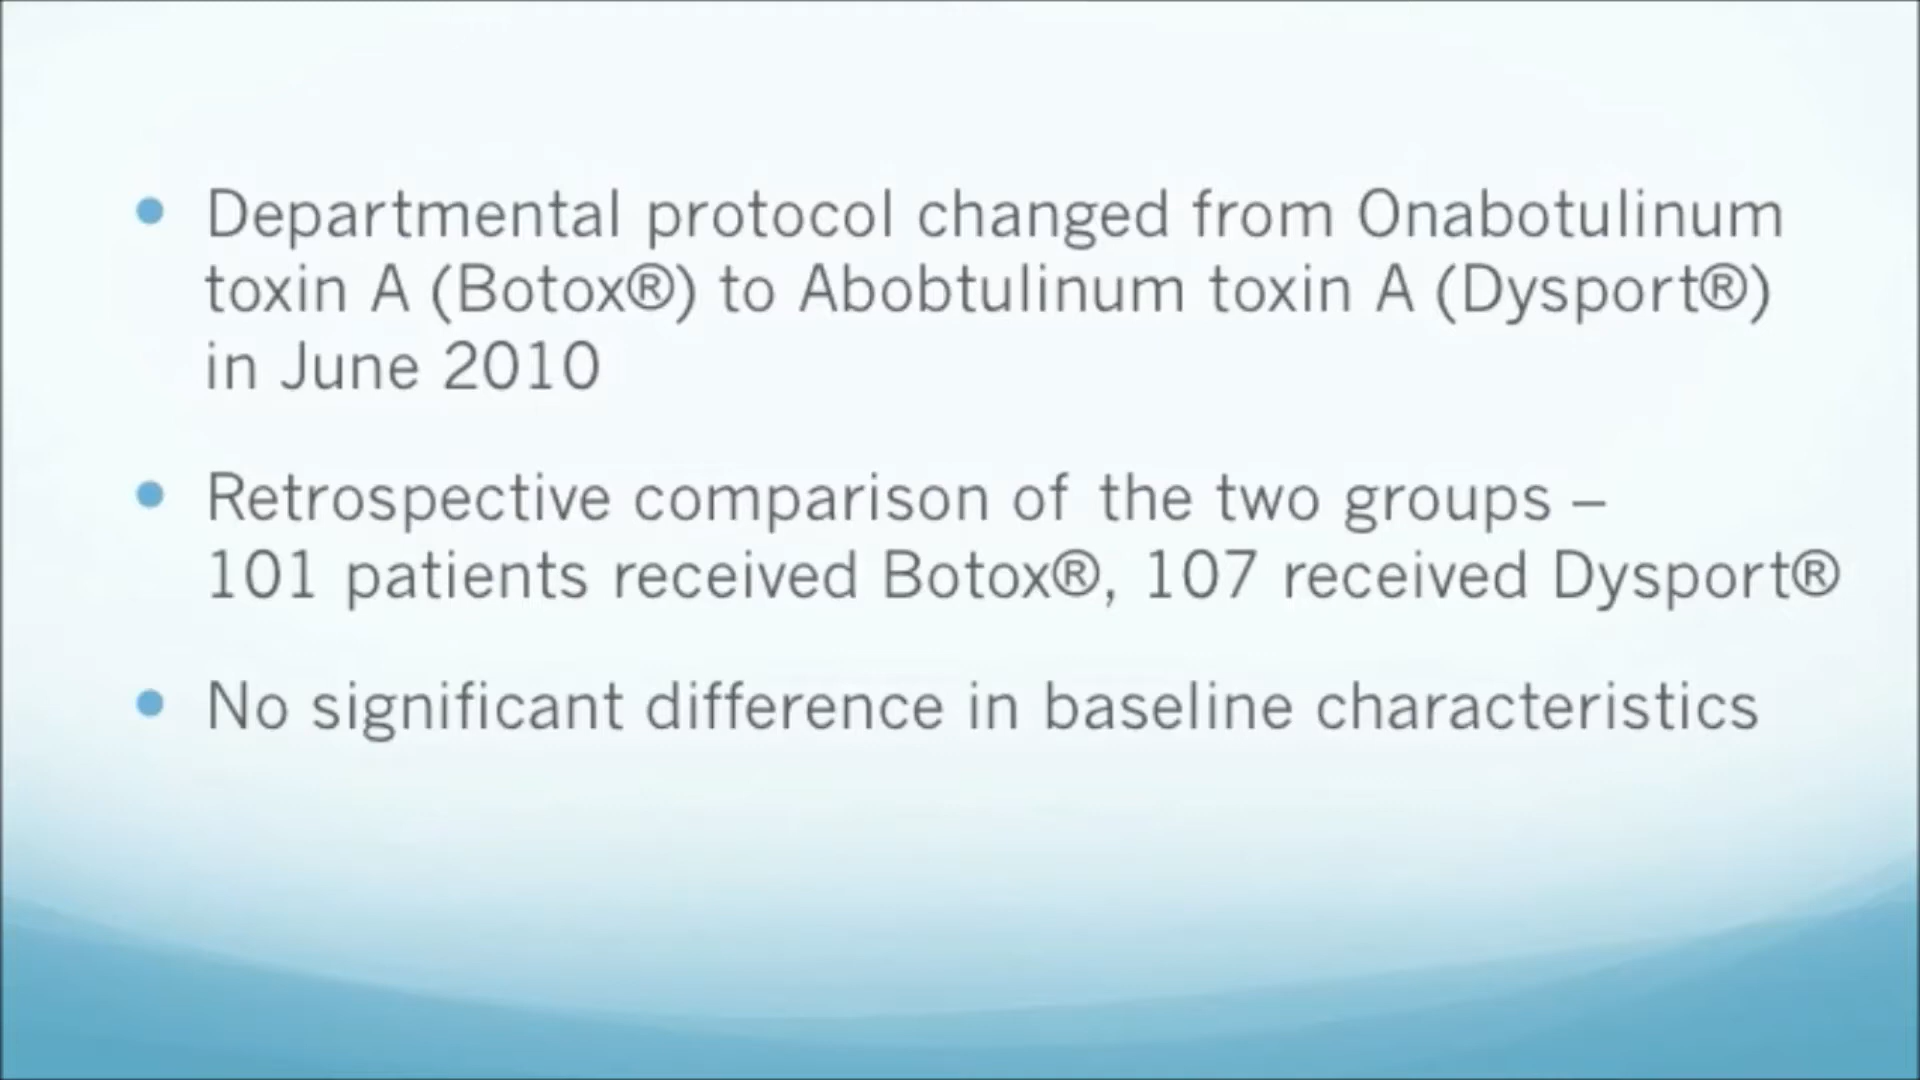 Departmental protocol changed from Onabotulinum
toxin A (Botox®) to Abobtulinum toxin A (Dysport®)
in June 2010
Retrospective comparison of the two groups –
101 patients received Botox®, 107 received Dysport®
No significant difference in baseline characteristics